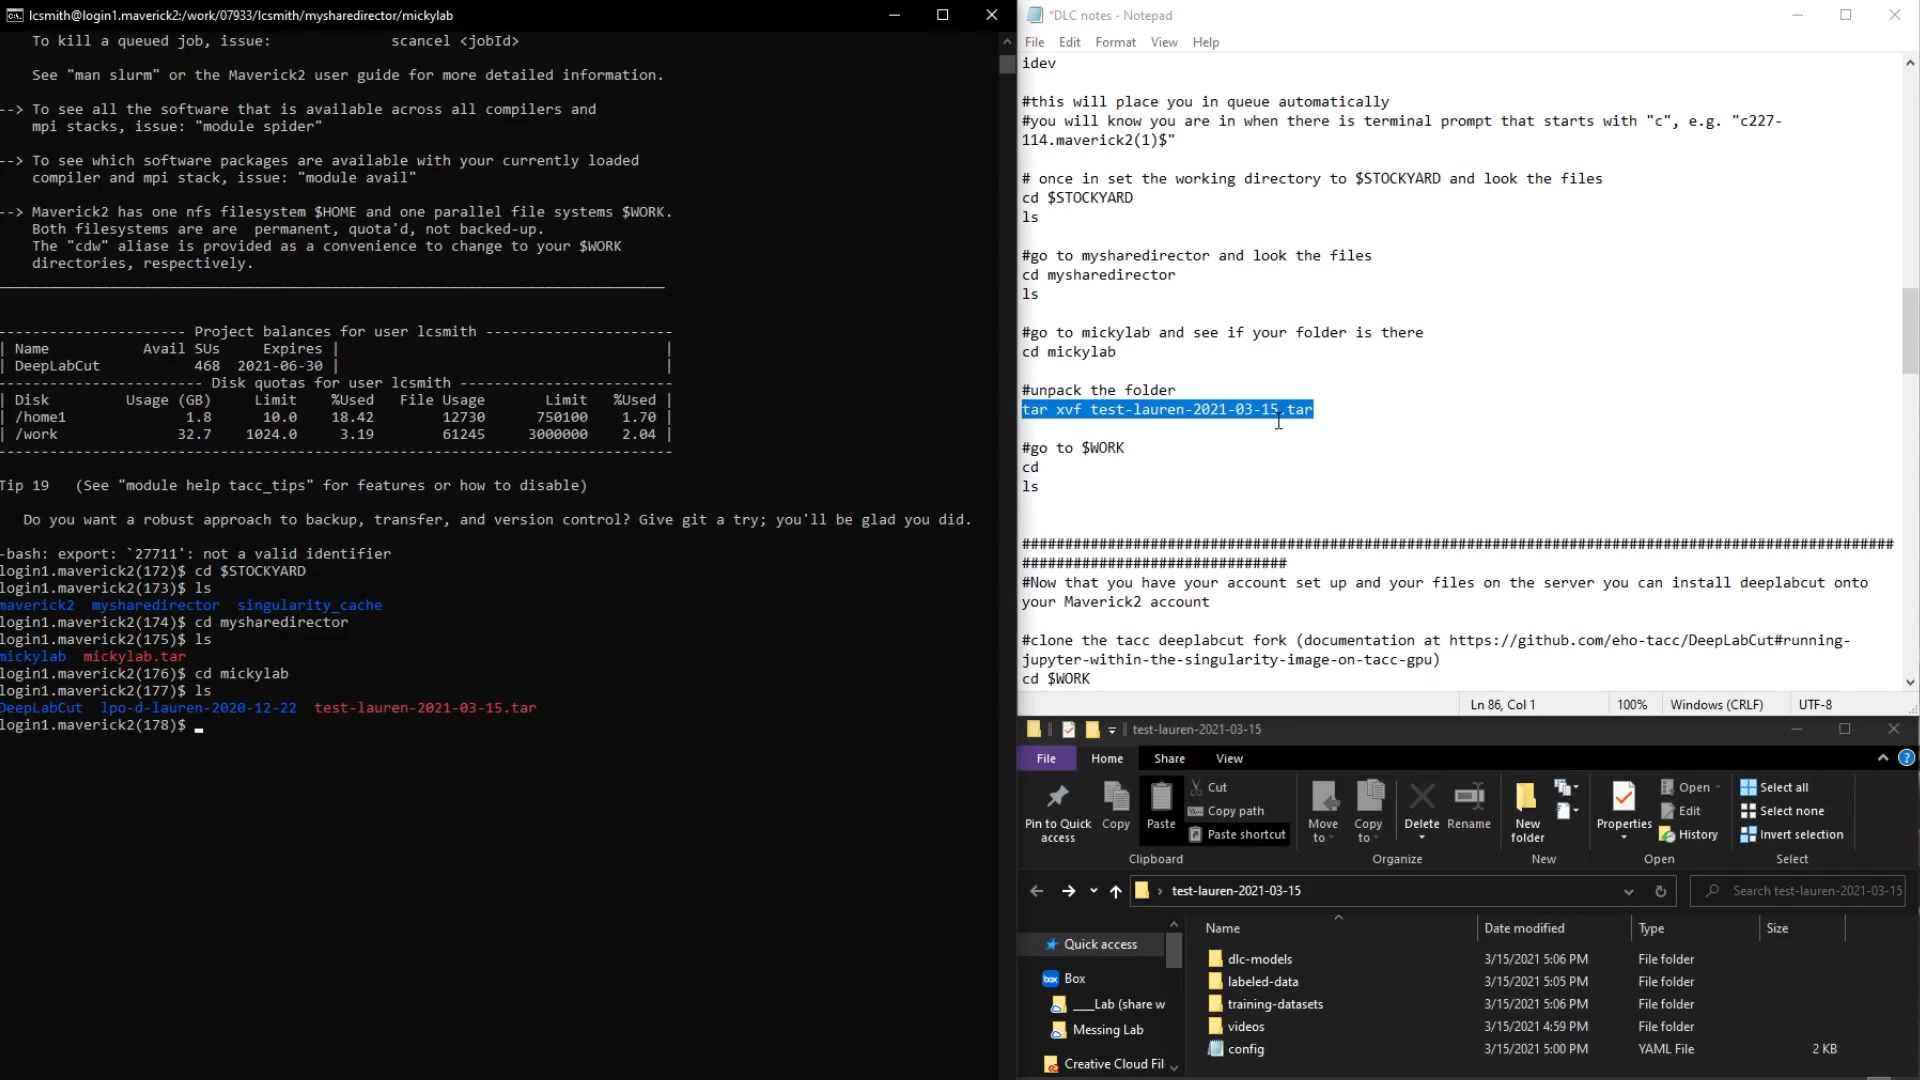 lcsmith@login1.maverick2:/work/07933/lcsmith/mysharedirector/mickylab
To kill a queued job, issue: scancel <jobId>
See "man slurm" or the Maverick2 user guide for more detailed information.
--> To see all the software that is available across all compilers and
mpi stacks, issue: "module spider"
--> To see which software packages are available with your currently loaded
compiler and mpi stack, issue: "module avail"
--> Maverick2 has one nfs filesystem $HOME and one parallel file systems $WORK.
Both filesystems are are  permanent, quota'd, not backed-up.
The "cdw" aliase is provided as a convenience to change to your $WORK
directories, respectively.
---------------------- Project balances for user lcsmith ----------------------
| Name           Avail SUs     Expires |                                       |
| DeepLabCut           468  2021-06-30 |                                       |
------------------------ Disk quotas for user lcsmith -------------------------
| Disk         Usage (GB)     Limit    %Used   File Usage       Limit   %Used |
| /home1              1.8      10.0    18.42        12730      750100    1.70 |
| /work              32.7    1024.0     3.19        61245     3000000    2.04 |
-------------------------------------------------------------------------------
Tip 19   (See "module help tacc_tips" for features or how to disable)
Do you want a robust approach to backup, transfer, and version control? Give git a try; you'll be glad you did.
-bash: export: `27711': not a valid identifier
login1.maverick2(172)$ cd $STOCKYARD
login1.maverick2(173)$ ls
maverick2  mysharedirector  singularity_cache
login1.maverick2(174)$ cd mysharedirector
login1.maverick2(175)$ ls
mickylab  mickylab.tar
login1.maverick2(176)$ cd mickylab
login1.maverick2(177)$ ls
DeepLabCut  lpo-d-lauren-2020-12-22  test-lauren-2021-03-15.tar
login1.maverick2(178)$
*DLC notes - Notepad
File Edit Format View Help
idev
#this will place you in queue automatically
#you will know you are in when there is terminal prompt that starts with "c", e.g. "c227-
114.maverick2(1)$"
# once in set the working directory to $STOCKYARD and look the files
cd $STOCKYARD
ls
#go to mysharedirector and look the files
cd mysharedirector
ls
#go to mickylab and see if your folder is there
cd mickylab
#unpack the folder
tar xvf test-lauren-2021-03-15.tar
#go to $WORK
cd
ls
######################################################################################################
###############################
#Now that you have your account set up and your files on the server you can install deeplabcut onto
your Maverick2 account
#clone the tacc deeplabcut fork (documentation at https://github.com/eho-tacc/DeepLabCut#running-
jupyter-within-the-singularity-image-on-tacc-gpu)
cd $WORK
Ln 86, Col 1 100% Windows (CRLF) UTF-8
test-lauren-2021-03-15
File Home Share View
Pin to Quick access
Copy
Paste
Cut
Copy path
Paste shortcut
Move to
Copy to
Delete
Rename
New folder
Properties
Open
Edit
History
Select all
Select none
Invert selection
Clipboard Organize New Open Select
test-lauren-2021-03-15
Search test-lauren-2021-03-15
Quick access
Box
____Lab (share w
Messing Lab
Creative Cloud Fil
Name Date modified Type Size
dlc-models 3/15/2021 5:06 PM File folder
labeled-data 3/15/2021 5:05 PM File folder
training-datasets 3/15/2021 5:06 PM File folder
videos 3/15/2021 4:59 PM File folder
config 3/15/2021 5:00 PM YAML File 2 KB